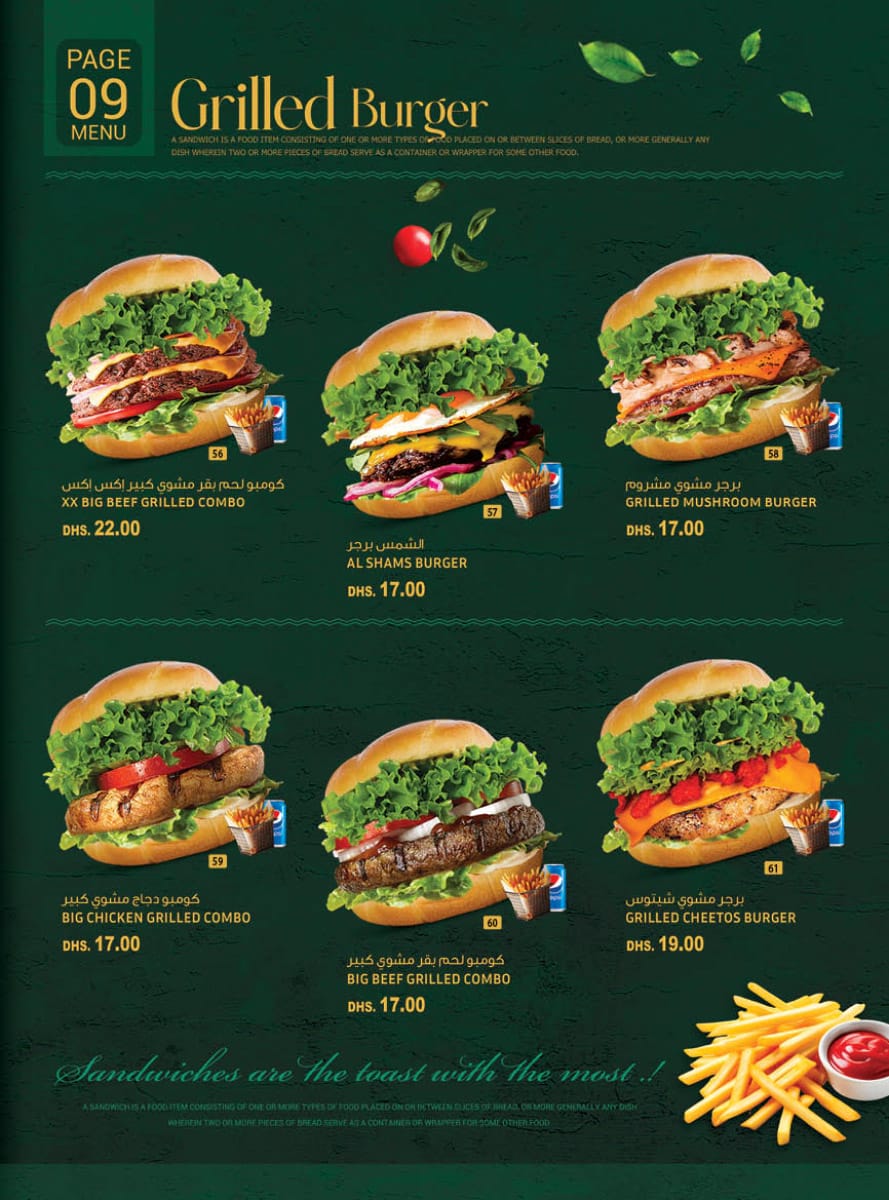 PAGE
09
MENU
Grilled Burger
A SANDWICH IS A FOOD ITEM CONSISTING OF ONE OR MORE TYPES OF FOOD PLACED ON OR BETWEEN SLICES OF BREAD, OR MORE GENERALLY ANY
DISH WHEREIN TWO OR MORE PIECES OF BREAD SERVE AS A CONTAINER OR WRAPPER FOR SOME OTHER FOOD.
56
كومبو لحم بقر مشوي كبير إكس إكس
XX BIG BEEF GRILLED COMBO
DHS. 22.00
57
الشمس برجر
AL SHAMS BURGER
DHS. 17.00
58
برجر مشوي مشروم
GRILLED MUSHROOM BURGER
DHS. 17.00
59
كومبو دجاج مشوي كبير
BIG CHICKEN GRILLED COMBO
DHS. 17.00
60
كومبو لحم بقر مشوي كبير
BIG BEEF GRILLED COMBO
DHS. 17.00
61
برجر مشوي شيتوس
GRILLED CHEETOS BURGER
DHS. 19.00
Sandwiches are the toast with the most .!
A SANDWICH IS A FOOD ITEM CONSISTING OF ONE OR MORE TYPES OF FOOD PLACED ON OR BETWEEN SLICES OF BREAD, OR MORE GENERALLY ANY DISH
WHEREIN TWO OR MORE PIECES OF BREAD SERVE AS A CONTAINER OR WRAPPER FOR SOME OTHER FOOD.